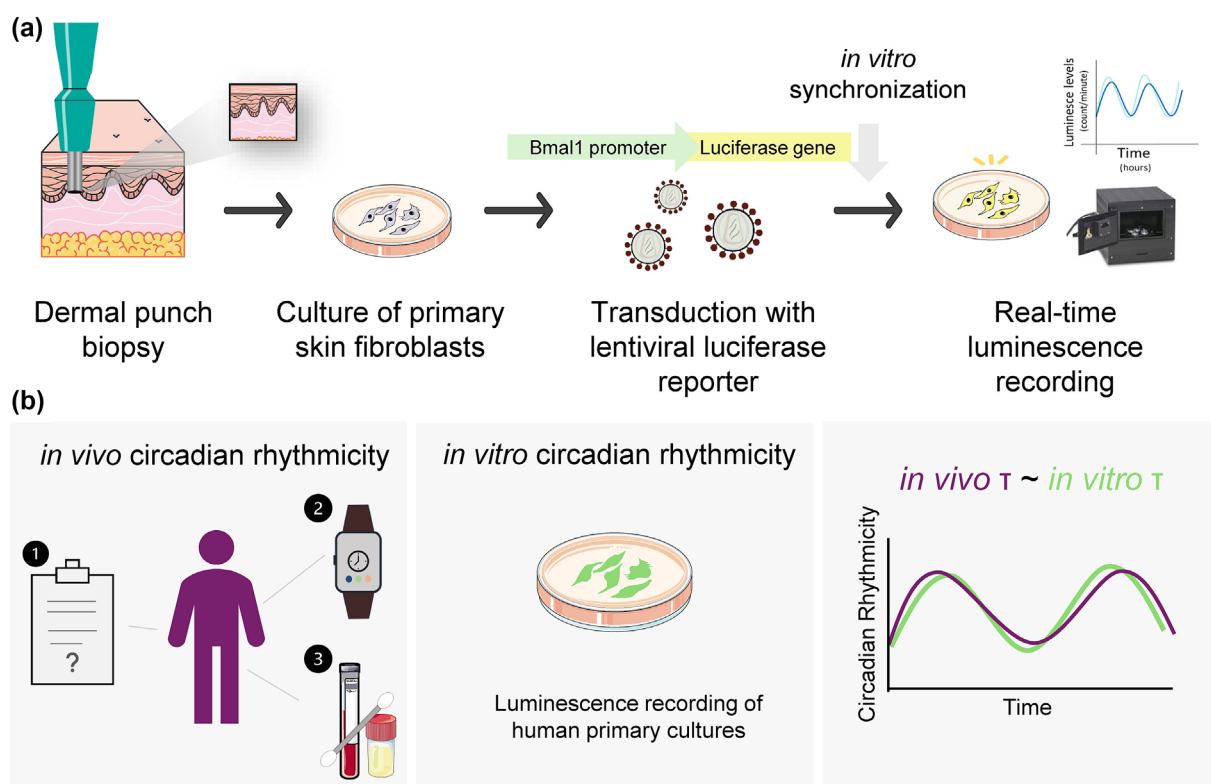 (a)
in vitro
synchronization
Bmal1 promoter
Luciferase gene
Luminesce levels
(count/minute)
Time
(hours)
Dermal punch
biopsy
Culture of primary
skin fibroblasts
Transduction with
lentiviral luciferase
reporter
Real-time
luminescence
recording
(b)
in vivo circadian rhythmicity
1
?
2
3
in vitro circadian rhythmicity
Luminescence recording of
human primary cultures
in vivo τ ~ in vitro τ
Circadian Rhythmicity
Time